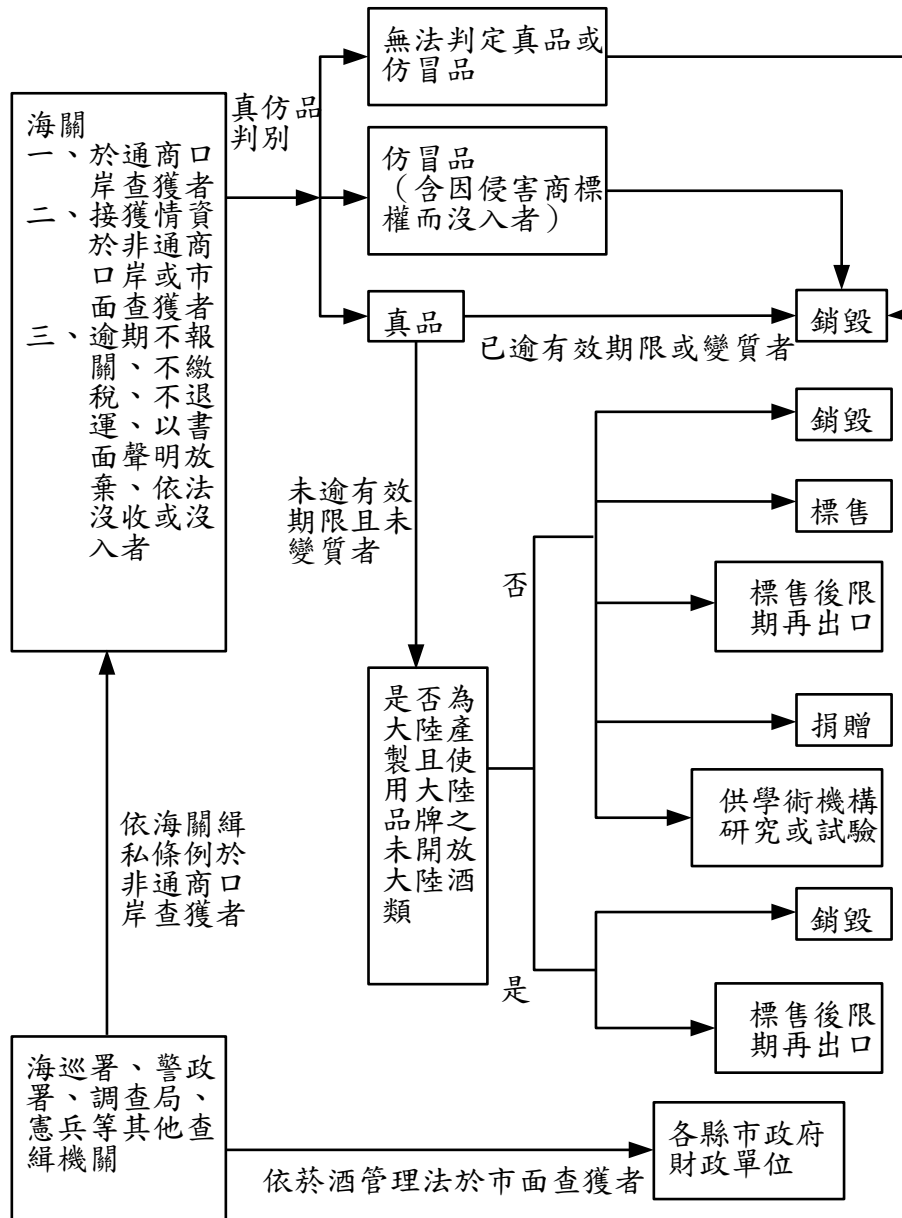 無法判定真品或
仿冒品
真仿品
判別
海關
一、於通商口
岸查獲者
二、接獲情資
於非通商
口岸或市
面查獲者
三、逾期不報
關、不繳
稅、不退
運、以書
面聲明放
棄、依法
沒收或沒
入者
仿冒品
（含因侵害商標
權而沒入者）
真品
銷毀
已逾有效期限或變質者
未逾有效
期限且未
變質者
銷毀
標售
否
標售後限
期再出口
是否為
大陸產
製且使
用大陸
品牌之
未開放
大陸酒
類
捐贈
供學術機構
研究或試驗
依海關緝
私條例於
非通商口
岸查獲者
銷毀
是
標售後限
期再出口
海巡署、警政
署、調查局、
憲兵等其他查
緝機關
各縣市政府
財政單位
依菸酒管理法於市面查獲者